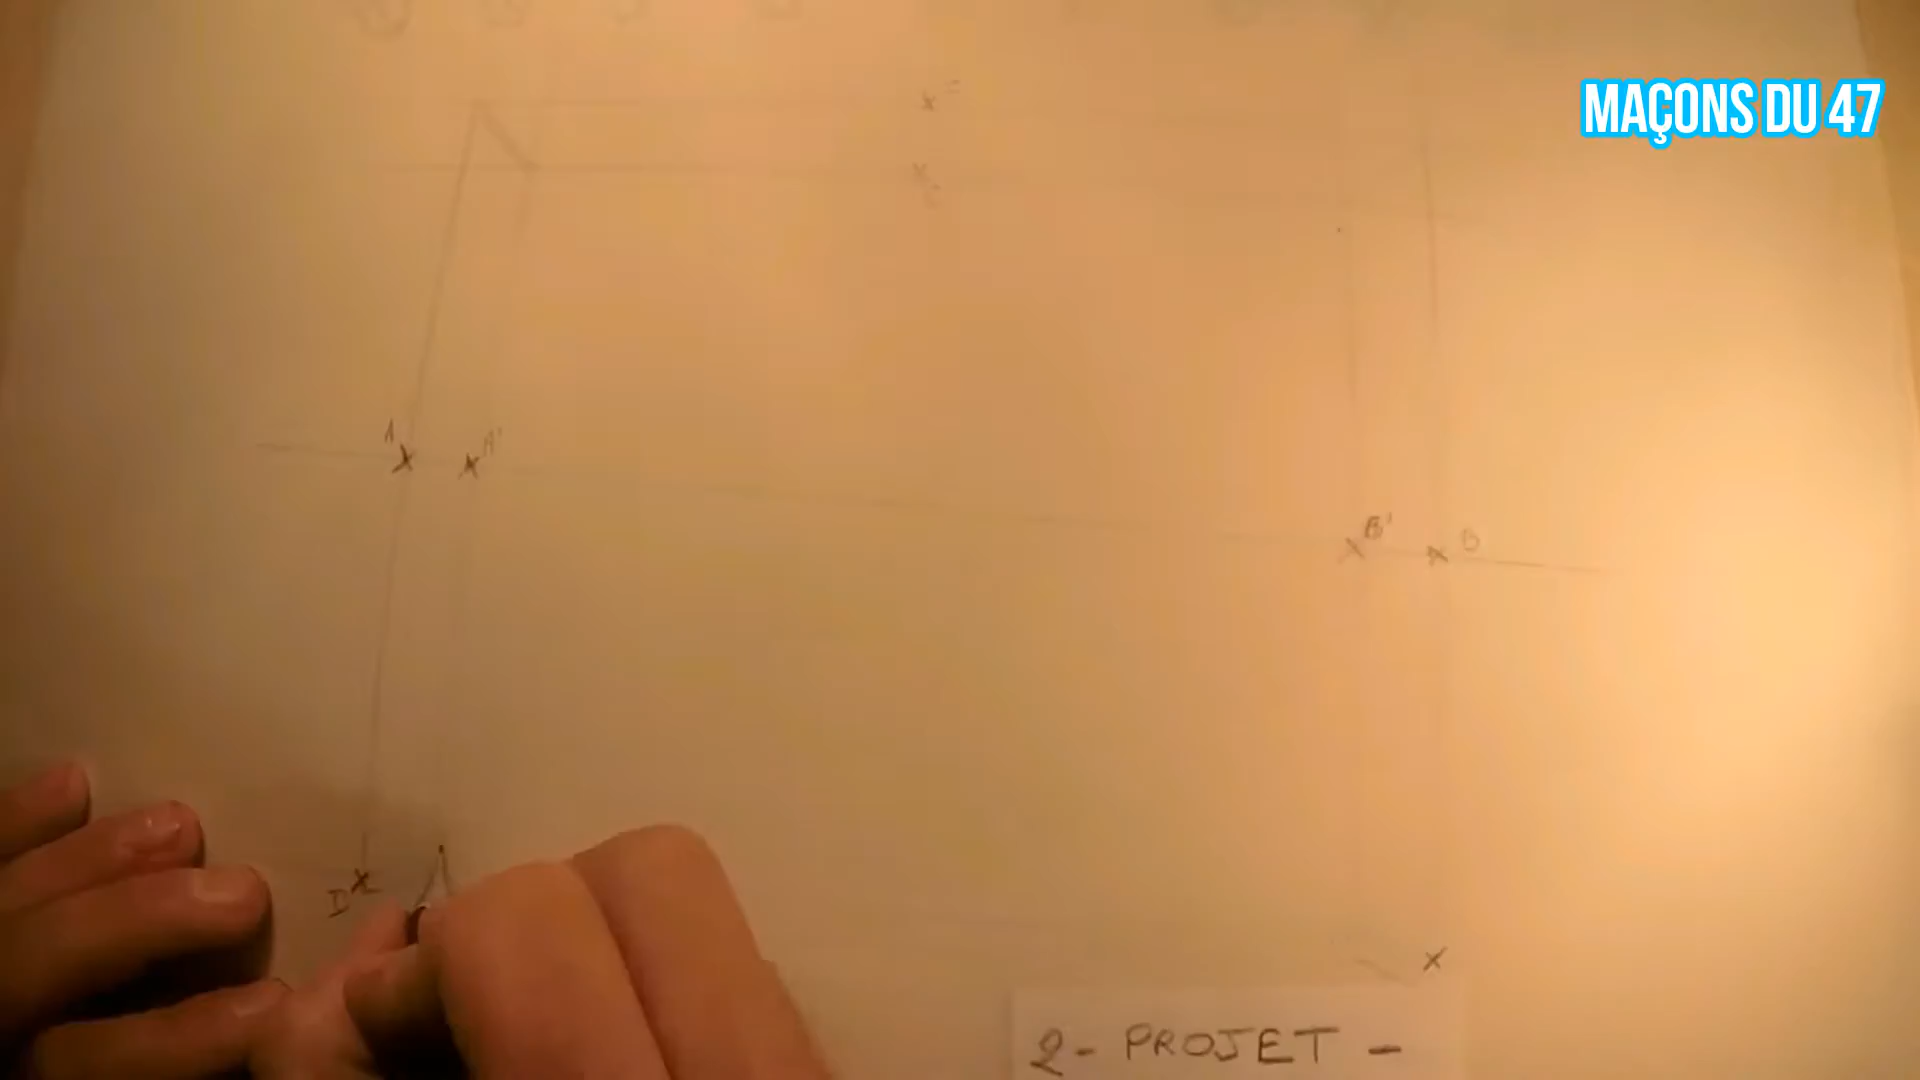 MAÇONS DU 47
x =
x
C
A
A'
B'
B
D
x
2 - PROJET -